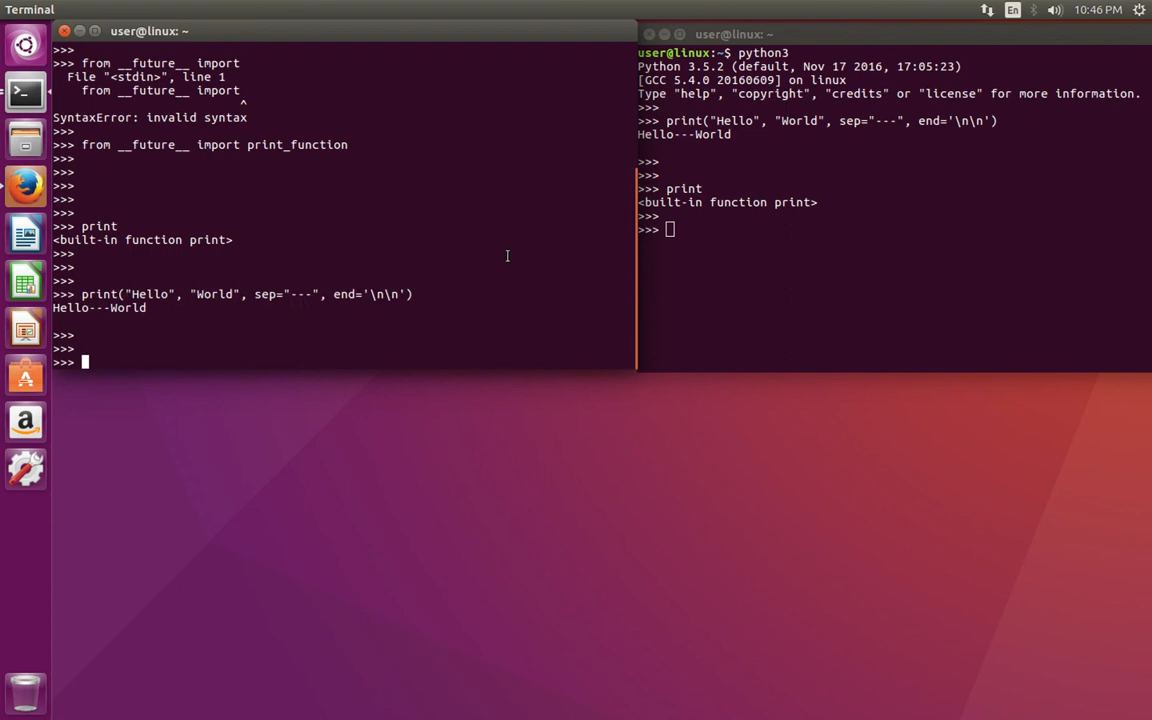 Terminal
En
10:46 PM
user@linux: ~
>>>
>>> from __future__ import
  File "<stdin>", line 1
    from __future__ import
                          ^
SyntaxError: invalid syntax
>>>
>>> from __future__ import print_function
>>>
>>>
>>>
>>>
>>> print
<built-in function print>
>>>
>>>
>>>
>>> print("Hello", "World", sep="---", end='\n\n')
Hello---World
>>>
>>>
>>>
user@linux: ~
user@linux:~$ python3
Python 3.5.2 (default, Nov 17 2016, 17:05:23)
[GCC 5.4.0 20160609] on linux
Type "help", "copyright", "credits" or "license" for more information.
>>>
>>> print("Hello", "World", sep="---", end='\n\n')
Hello---World
>>>
>>>
>>> print
<built-in function print>
>>>
>>>